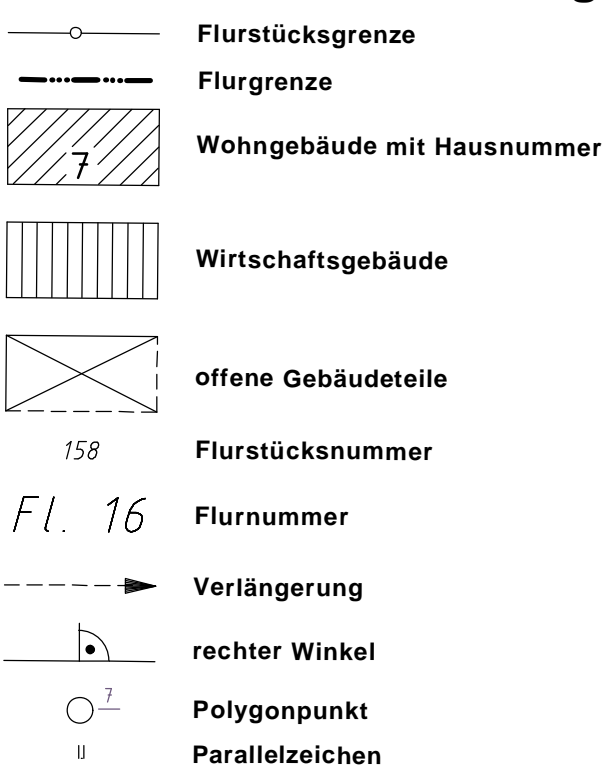 Flurstücksgrenze
Flurgrenze
7 Wohngebäude mit Hausnummer
Wirtschaftsgebäude
offene Gebäudeteile
158 Flurstücksnummer
Fl. 16 Flurnummer
Verlängerung
rechter Winkel
7 Polygonpunkt
Parallelzeichen